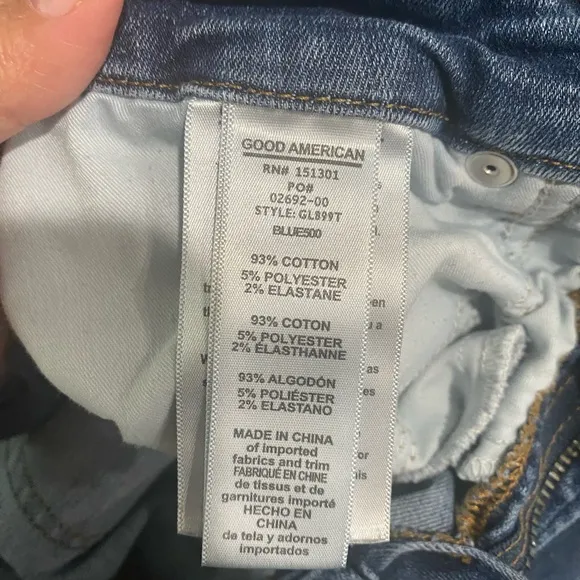 GOOD AMERICAN
RN# 151301
PO#
02692-00
STYLE: GL899T
BLUE500
93% COTTON
5% POLYESTER
2% ELASTANE
93% COTON
5% POLYESTER
2% ÉLASTHANNE
93% ALGODÓN
5% POLIÉSTER
2% ELASTANO
MADE IN CHINA
of imported
fabrics and trim
FABRIQUÉ EN CHINE
de tissus et de
garnitures importé
HECHO EN
CHINA
de tela y adornos
importados